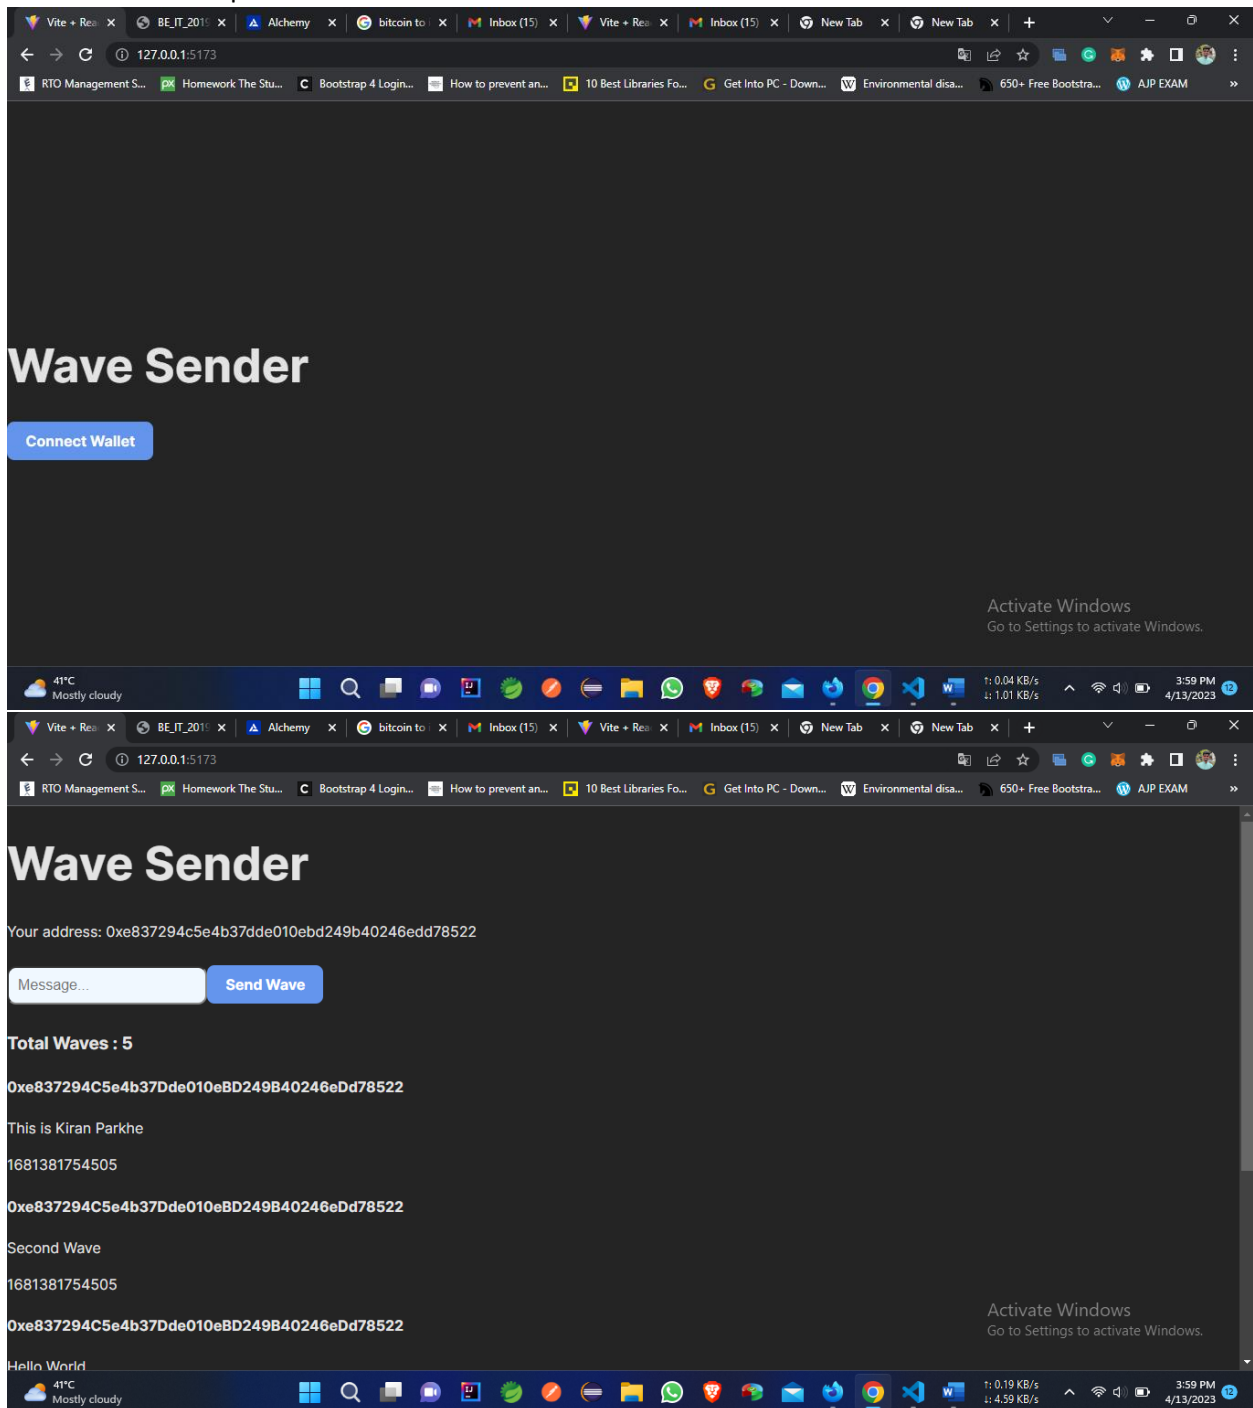 Vite + Rea BE_IT_2019 Alchemy bitcoin to i Inbox (15) Vite + Rea Inbox (15) New Tab New Tab
127.0.0.1:5173
RTO Management S... Homework The Stu... Bootstrap 4 Login... How to prevent an... 10 Best Libraries Fo... Get Into PC - Down... Environmental disa... 650+ Free Bootstra... AJP EXAM »
Wave Sender
Connect Wallet
Activate Windows
Go to Settings to activate Windows.
41°C
Mostly cloudy
↑: 0.04 KB/s
↓: 1.01 KB/s
3:59 PM
4/13/2023
12
Vite + Rea BE_IT_2019 Alchemy bitcoin to i Inbox (15) Vite + Rea Inbox (15) New Tab New Tab
127.0.0.1:5173
RTO Management S... Homework The Stu... Bootstrap 4 Login... How to prevent an... 10 Best Libraries Fo... Get Into PC - Down... Environmental disa... 650+ Free Bootstra... AJP EXAM »
Wave Sender
Your address: 0xe837294c5e4b37dde010ebd249b40246edd78522
Message... Send Wave
Total Waves : 5
0xe837294C5e4b37Dde010eBD249B40246eDd78522
This is Kiran Parkhe
1681381754505
0xe837294C5e4b37Dde010eBD249B40246eDd78522
Second Wave
1681381754505
0xe837294C5e4b37Dde010eBD249B40246eDd78522
Hello World
Activate Windows
Go to Settings to activate Windows.
41°C
Mostly cloudy
↑: 0.19 KB/s
↓: 4.59 KB/s
3:59 PM
4/13/2023
12